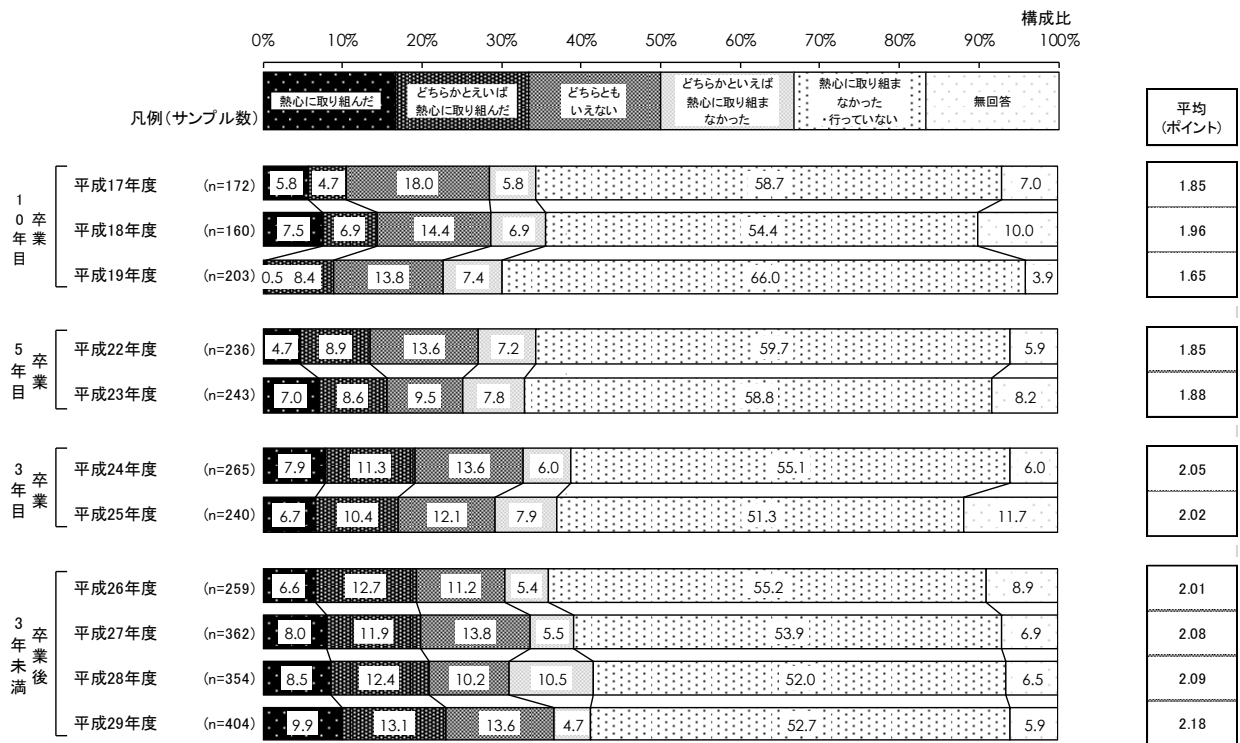 構成比
0% 10% 20% 30% 40% 50% 60% 70% 80% 90% 100%
凡例(サンプル数)
熱心に取り組んだ
どちらかとえいば
熱心に取り組んだ
どちらとも
いえない
どちらかといえば
熱心に取り組ま
なかった
熱心に取り組ま
なかった
・行っていない
無回答
平均
(ポイント)
卒業
10年目
平成17年度 (n=172) 5.8 4.7 18.0 5.8 58.7 7.0 1.85
平成18年度 (n=160) 7.5 6.9 14.4 6.9 54.4 10.0 1.96
平成19年度 (n=203) 0.5 8.4 13.8 7.4 66.0 3.9 1.65
卒業
5年目
平成22年度 (n=236) 4.7 8.9 13.6 7.2 59.7 5.9 1.85
平成23年度 (n=243) 7.0 8.6 9.5 7.8 58.8 8.2 1.88
卒業
3年目
平成24年度 (n=265) 7.9 11.3 13.6 6.0 55.1 6.0 2.05
平成25年度 (n=240) 6.7 10.4 12.1 7.9 51.3 11.7 2.02
卒業後
3年未満
平成26年度 (n=259) 6.6 12.7 11.2 5.4 55.2 8.9 2.01
平成27年度 (n=362) 8.0 11.9 13.8 5.5 53.9 6.9 2.08
平成28年度 (n=354) 8.5 12.4 10.2 10.5 52.0 6.5 2.09
平成29年度 (n=404) 9.9 13.1 13.6 4.7 52.7 5.9 2.18